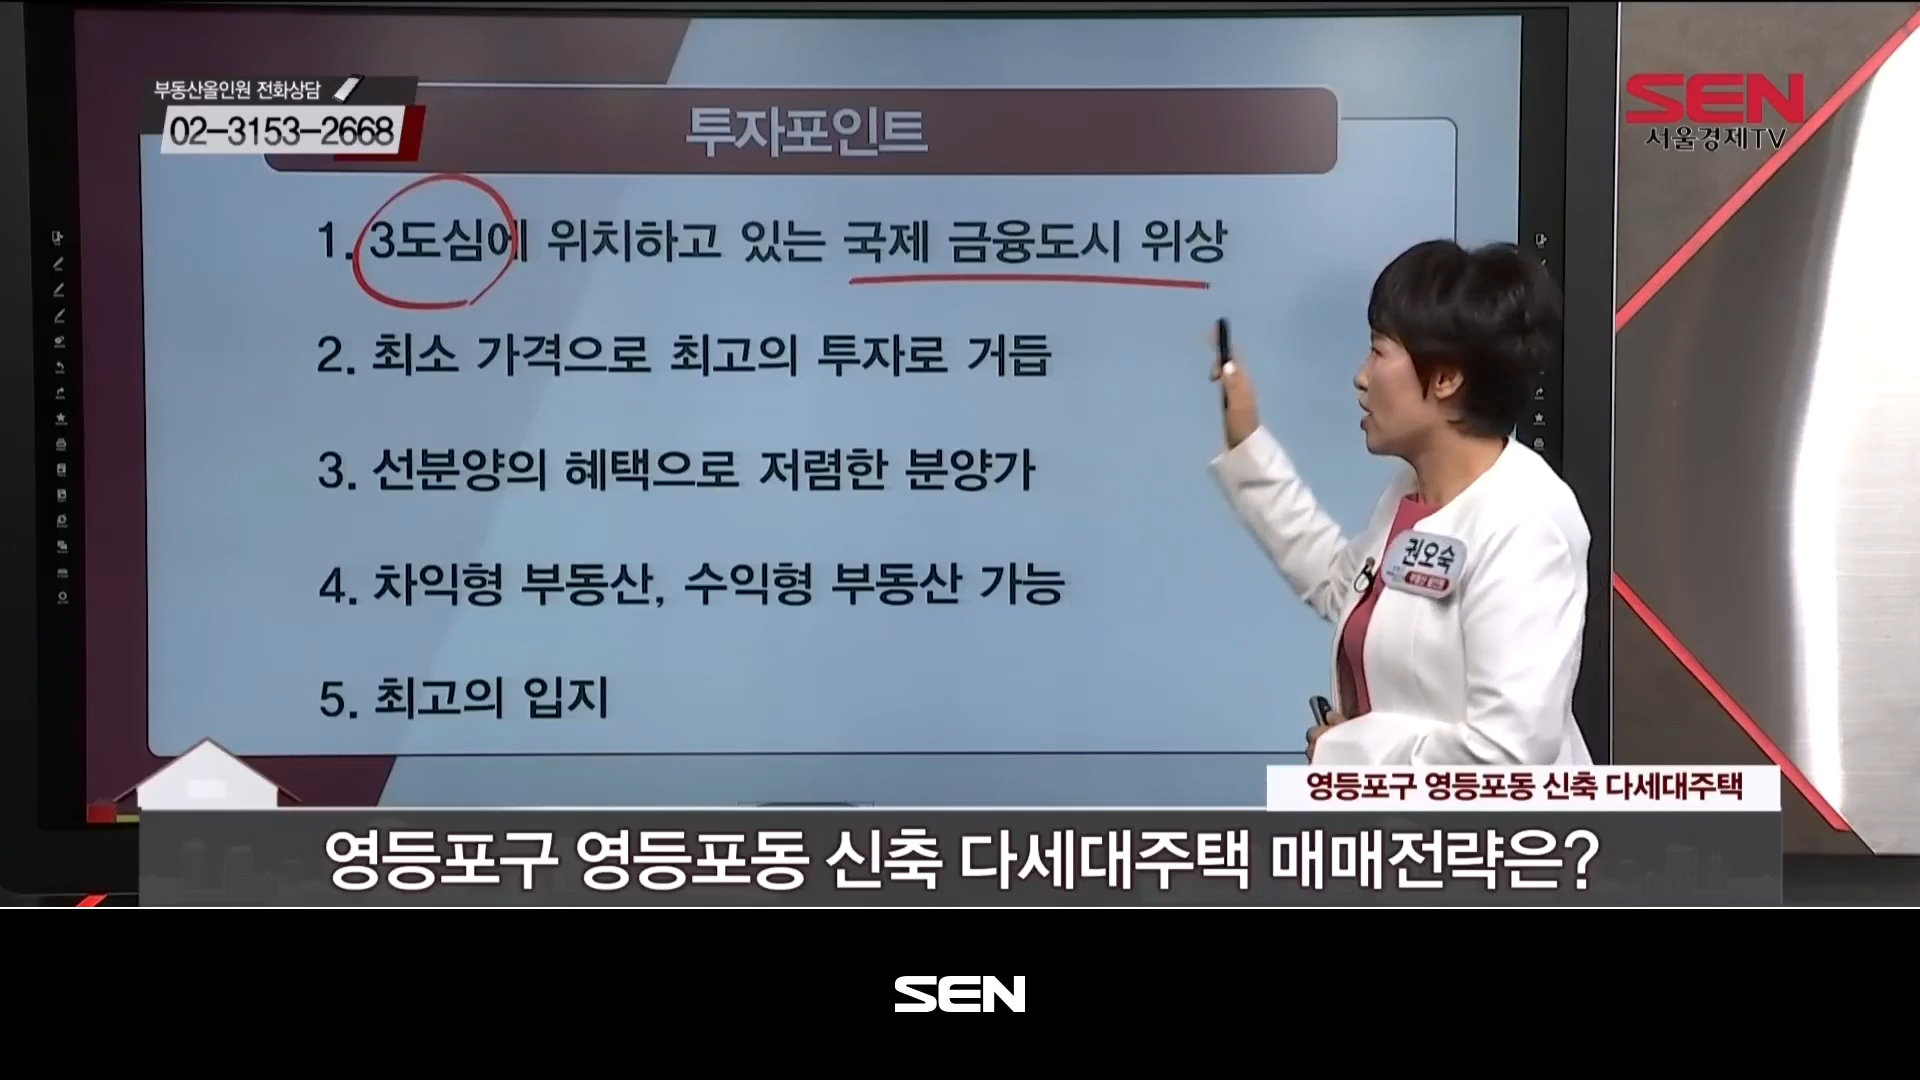 부동산올인원 전화상담
02-3153-2668
SEN
서울경제TV
투자포인트
1. 3도심에 위치하고 있는 국제 금융도시 위상
2. 최소 가격으로 최고의 투자로 거듭
3. 선분양의 혜택으로 저렴한 분양가
4. 차익형 부동산, 수익형 부동산 가능
5. 최고의 입지
권오숙
영등포구 영등포동 신축 다세대주택
영등포구 영등포동 신축 다세대주택 매매전략은?
SEN